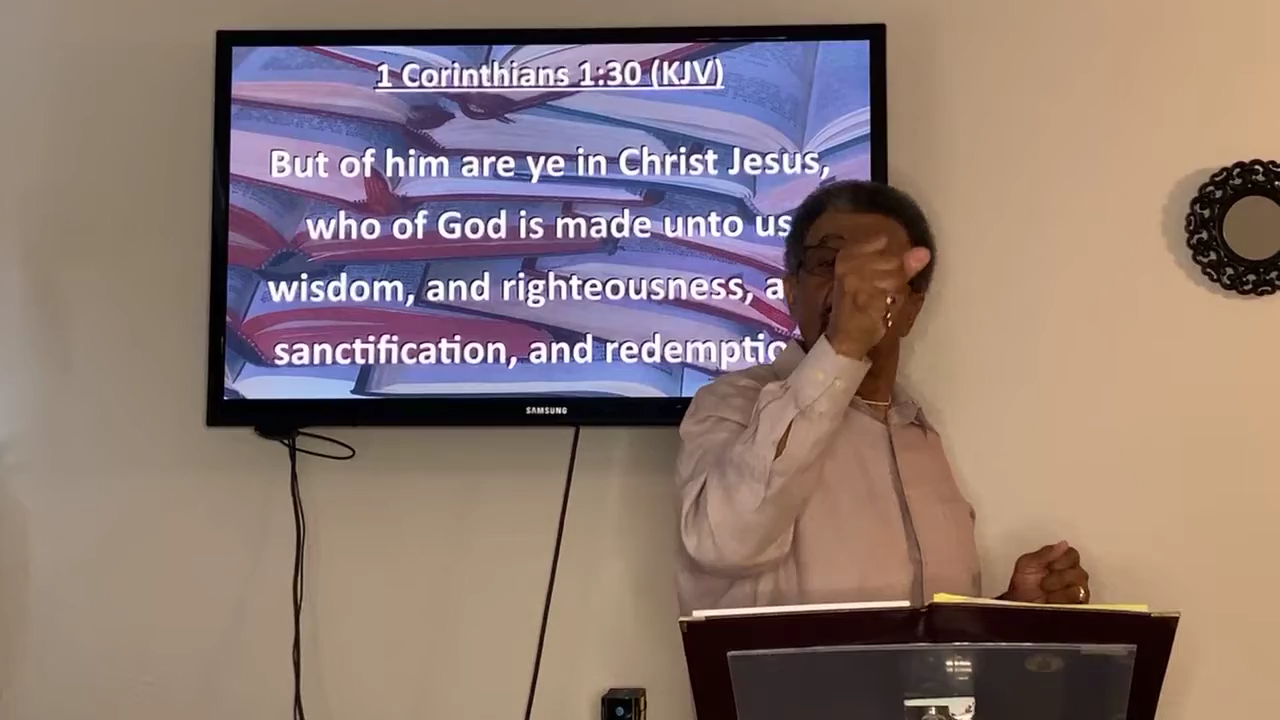 1 Corinthians 1:30 (KJV)
But of him are ye in Christ Jesus,
who of God is made unto us
wisdom, and righteousness, a
sanctification, and redemptio
SAMSUNG